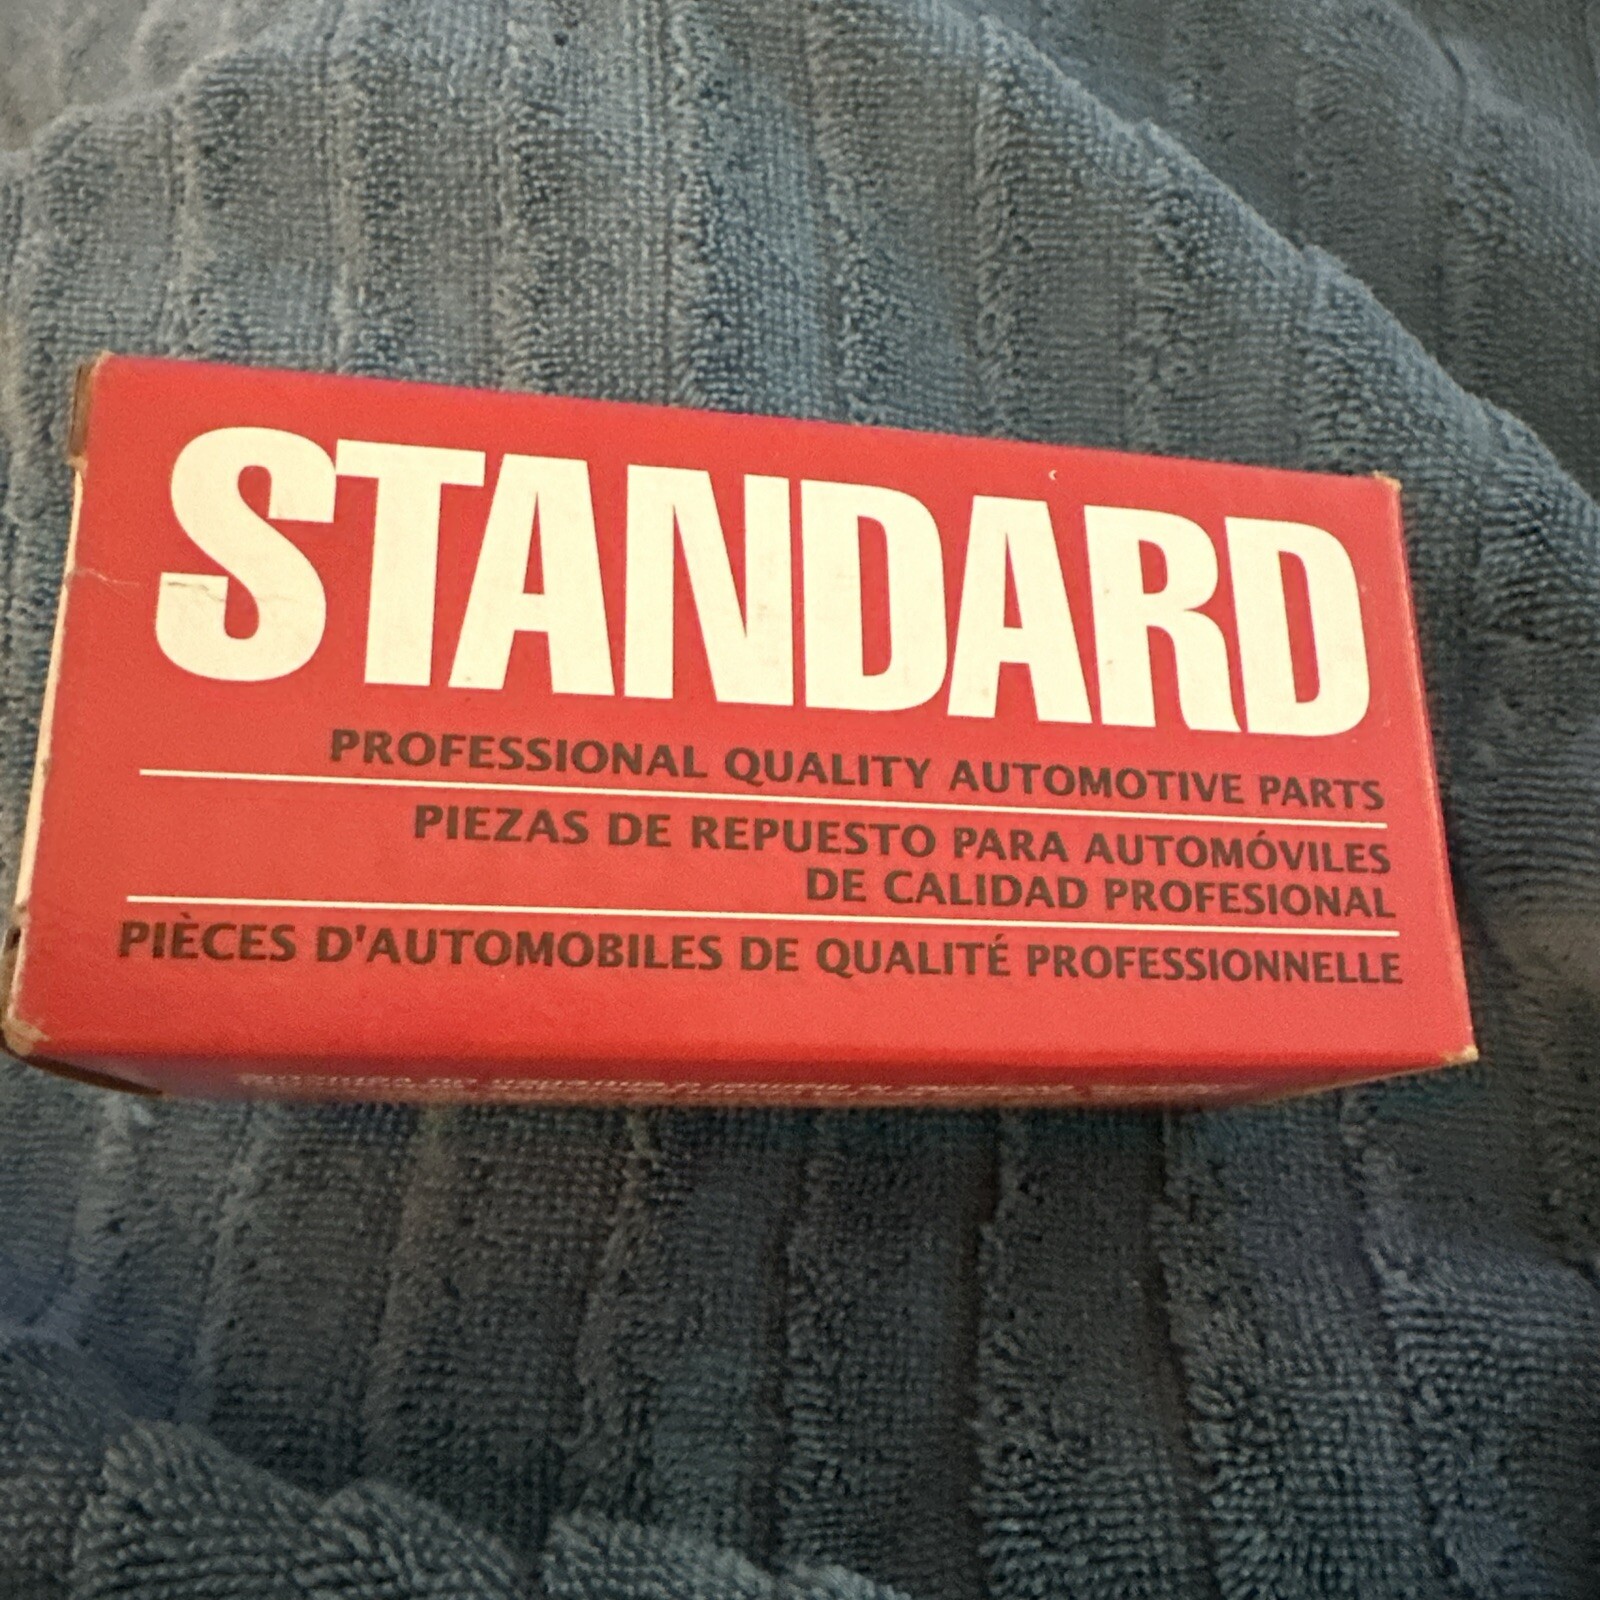 STANDARD
PROFESSIONAL QUALITY AUTOMOTIVE PARTS
PIEZAS DE REPUESTO PARA AUTOMÓVILES
DE CALIDAD PROFESIONAL
PIÈCES D'AUTOMOBILES DE QUALITÉ PROFESSIONNELLE